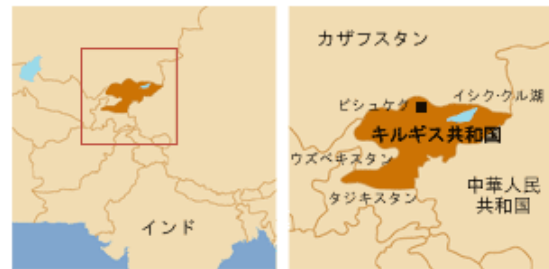 インド
カザフスタン
ビシュケク
イシク・クル湖
キルギス共和国
ウズベキスタン
タジキスタン
中華人民
共和国